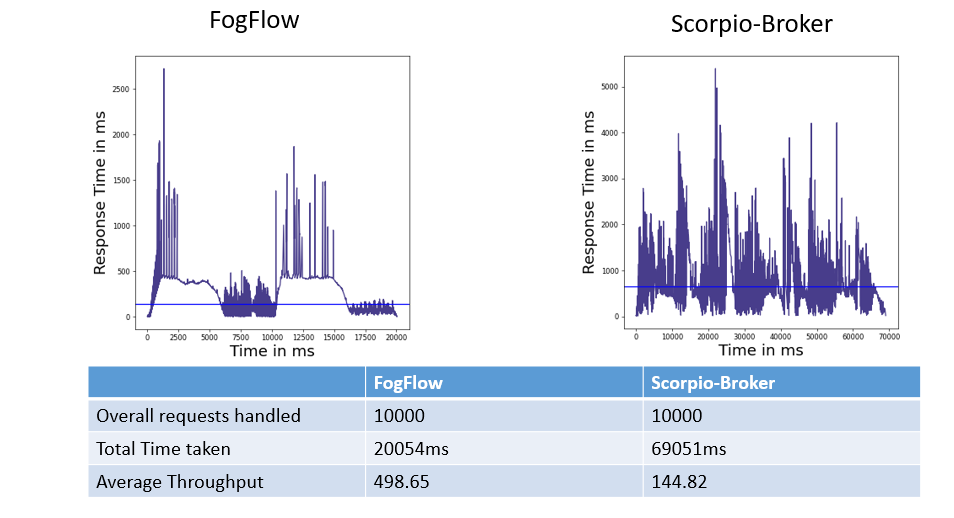 FogFlow
Scorpio-Broker
Response Time in ms
2500
2000
1500
1000
500
0
0 2500 5000 7500 10000 12500 15000 17500 20000
Time in ms
Response Time in ms
5000
4000
3000
2000
1000
0
0 10000 20000 30000 40000 50000 60000 70000
Time in ms
FogFlow Scorpio-Broker
Overall requests handled 10000 10000
Total Time taken 20054ms 69051ms
Average Throughput 498.65 144.82